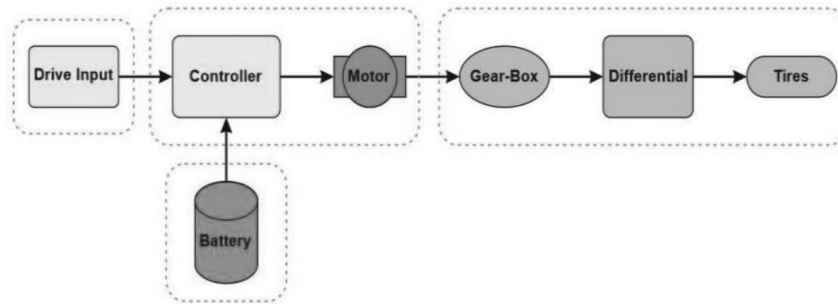 Drive Input
Controller
Motor
Gear-Box
Differential
Tires
Battery